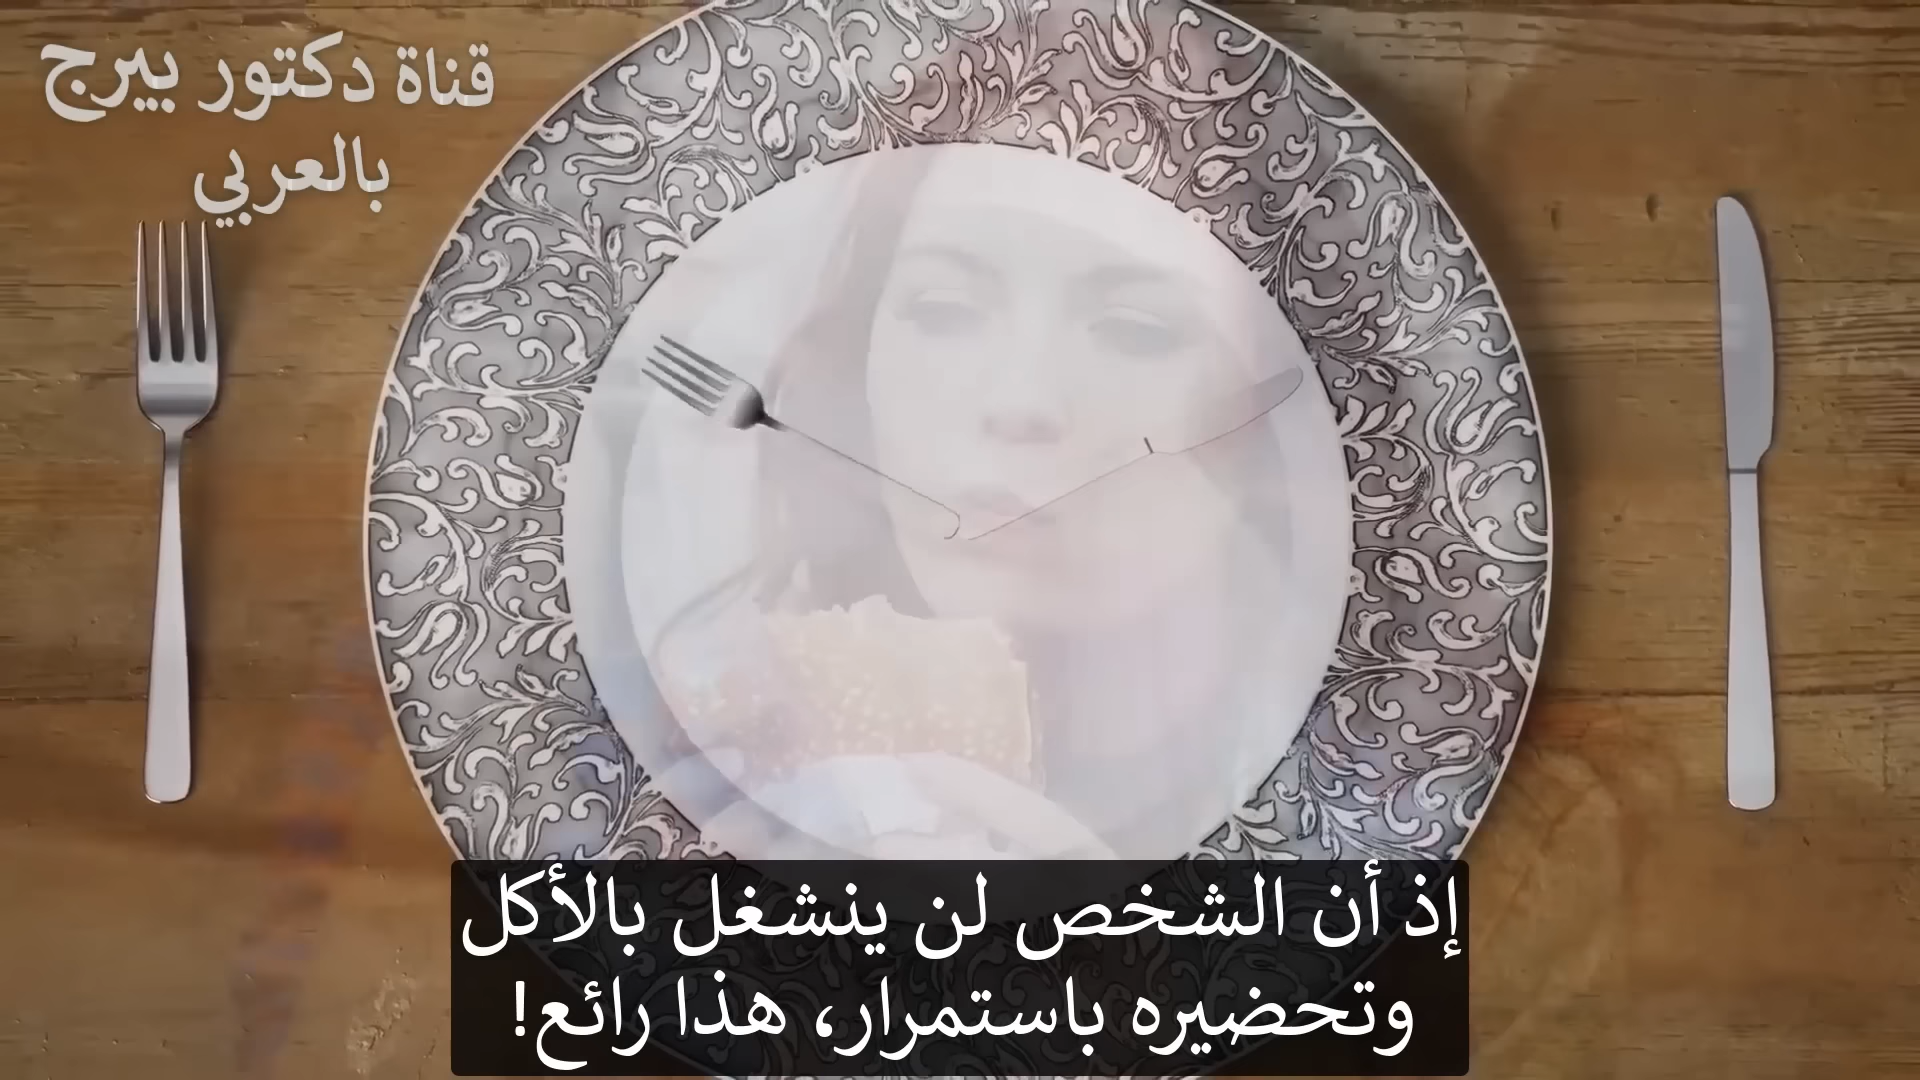 قناة دكتور بيرج
بالعربي
إذ أن الشخص لن ينشغل بالأكل
وتحضيره باستمرار، هذا رائع!